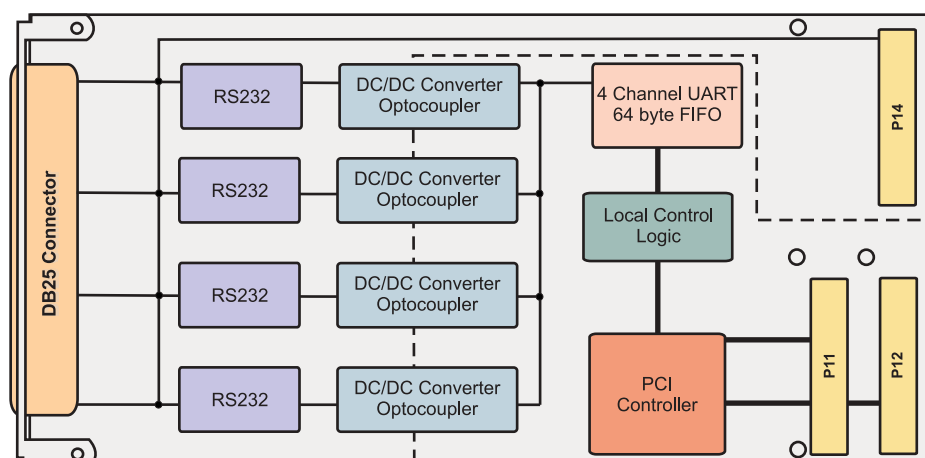 DB25 Connector
RS232
DC/DC Converter
Optocoupler
4 Channel UART
64 byte FIFO
P14
RS232
DC/DC Converter
Optocoupler
Local Control
Logic
RS232
DC/DC Converter
Optocoupler
RS232
DC/DC Converter
Optocoupler
PCI
Controller
P11
P12